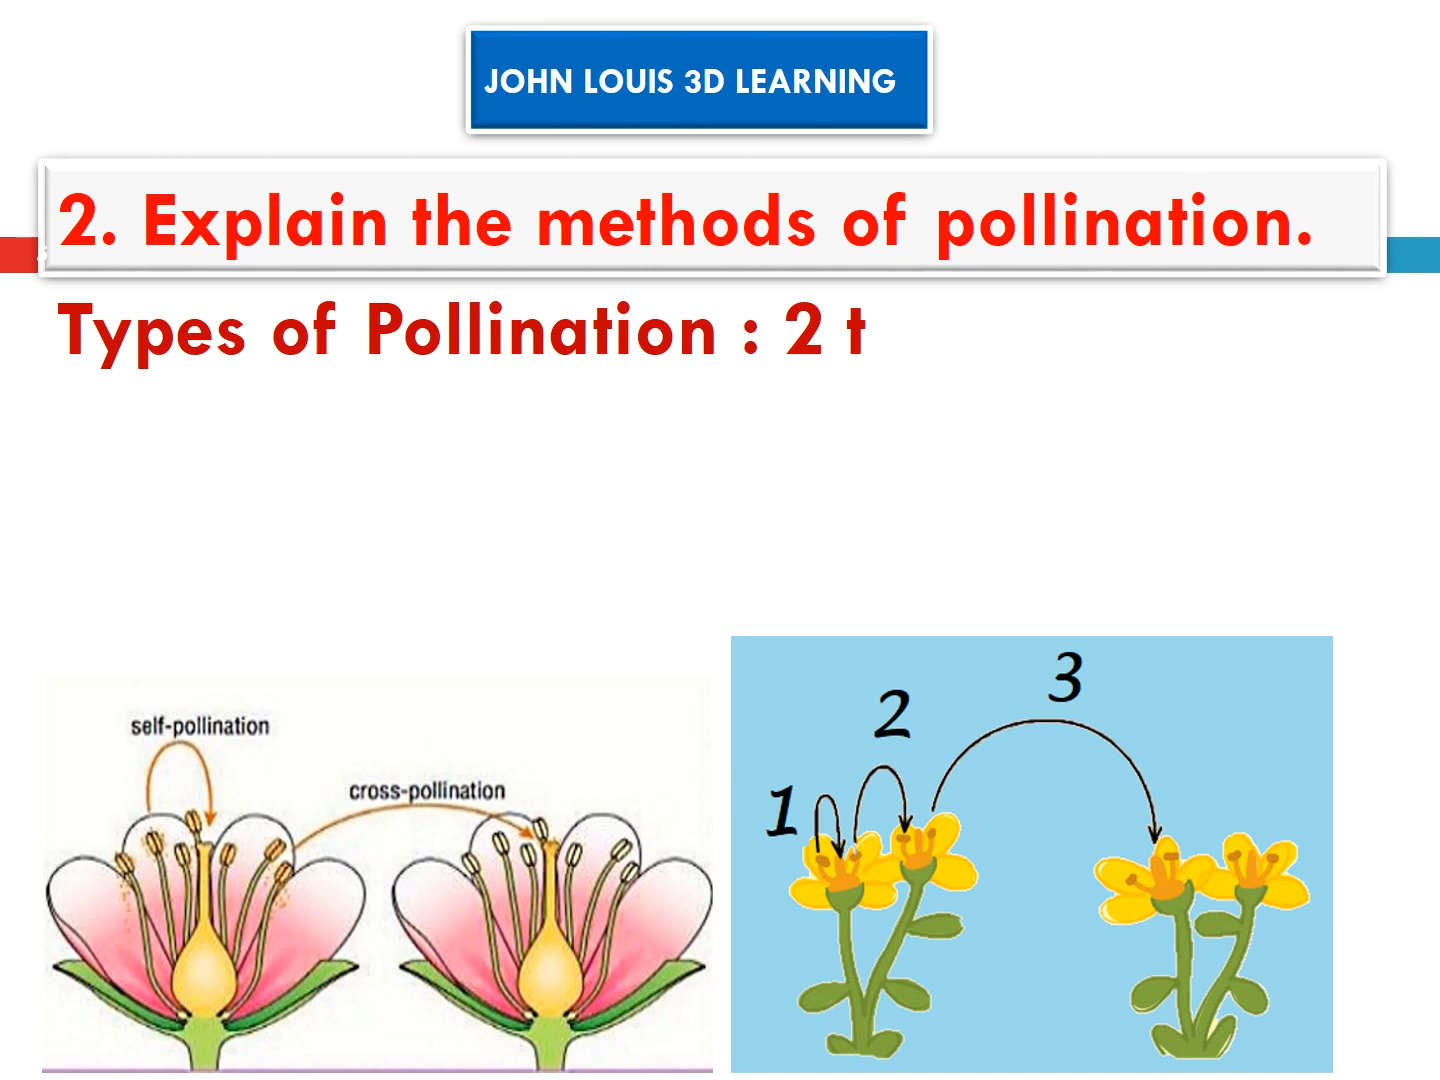 JOHN LOUIS 3D LEARNING
2. Explain the methods of pollination.
Types of Pollination : 2 t
self-pollination
cross-pollination
1
2
3